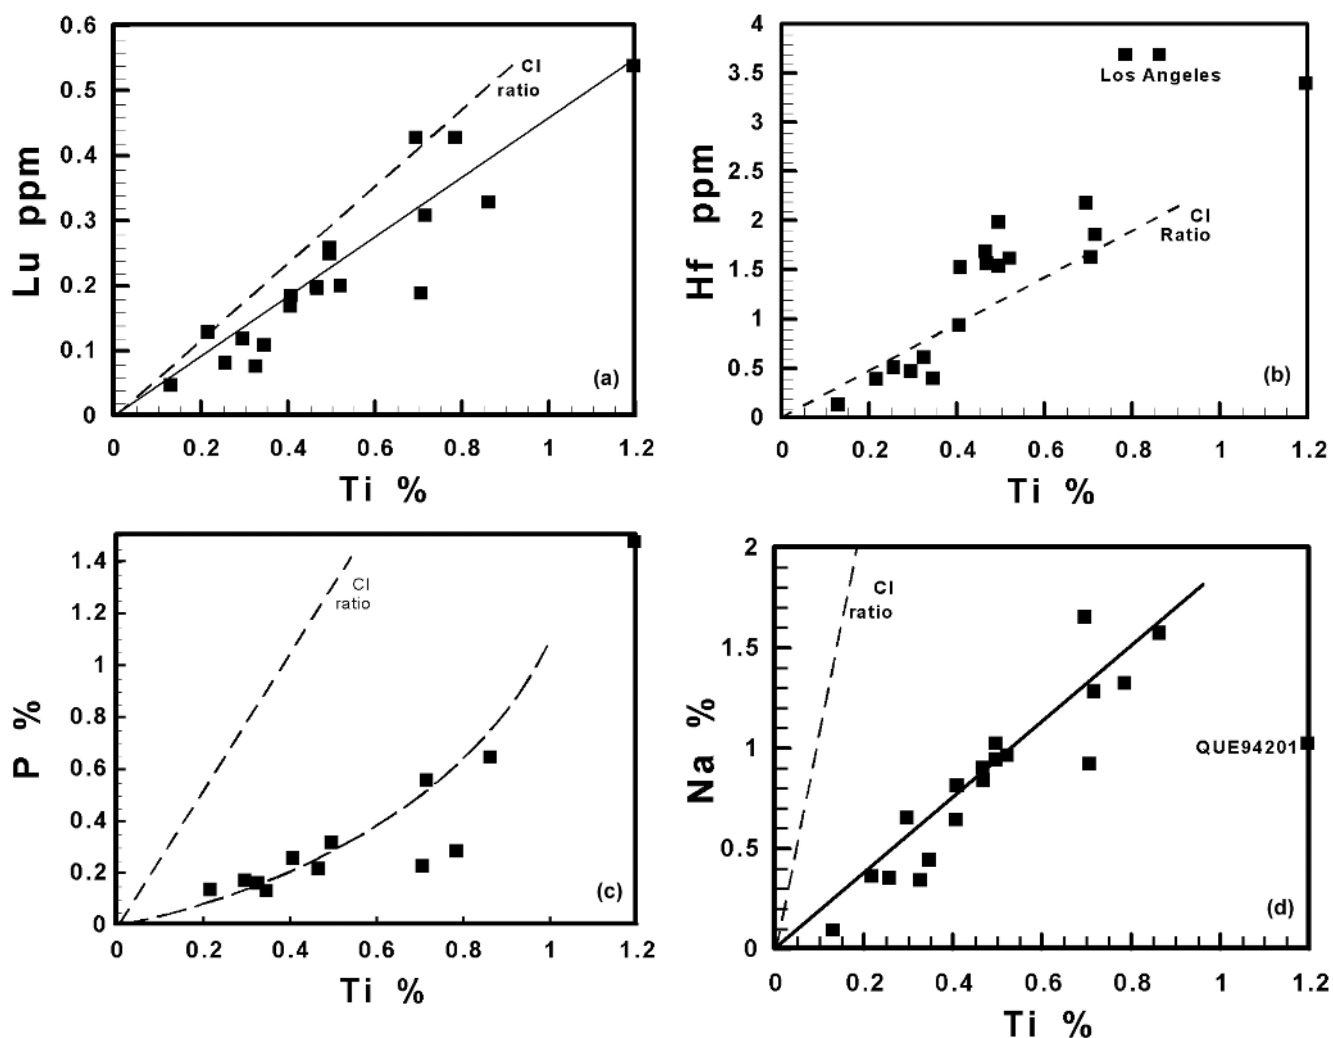 0.6
0.5
0.4
0.3
0.2
0.1
0
Lu ppm
CI
ratio
(a)
0 0.2 0.4 0.6 0.8 1 1.2
Ti %
4
3.5
3
2.5
2
1.5
1
0.5
0
Hf ppm
Los Angeles
CI
Ratio
(b)
0 0.2 0.4 0.6 0.8 1 1.2
Ti %
1.4
1.2
1
0.8
0.6
0.4
0.2
0
P %
CI
ratio
(c)
0 0.2 0.4 0.6 0.8 1 1.2
Ti %
2
1.5
1
0.5
0
Na %
CI
ratio
QUE94201
(d)
0 0.2 0.4 0.6 0.8 1 1.2
Ti %